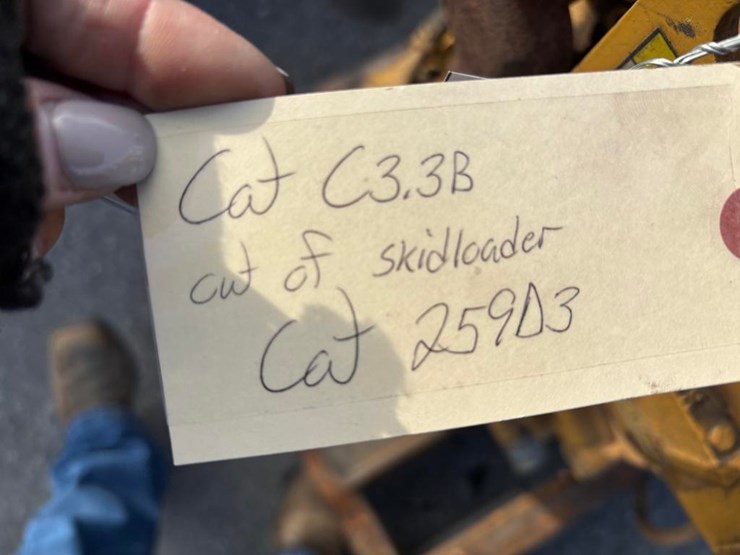 Cat C3.3B
out of skidloader
Cat 259D3